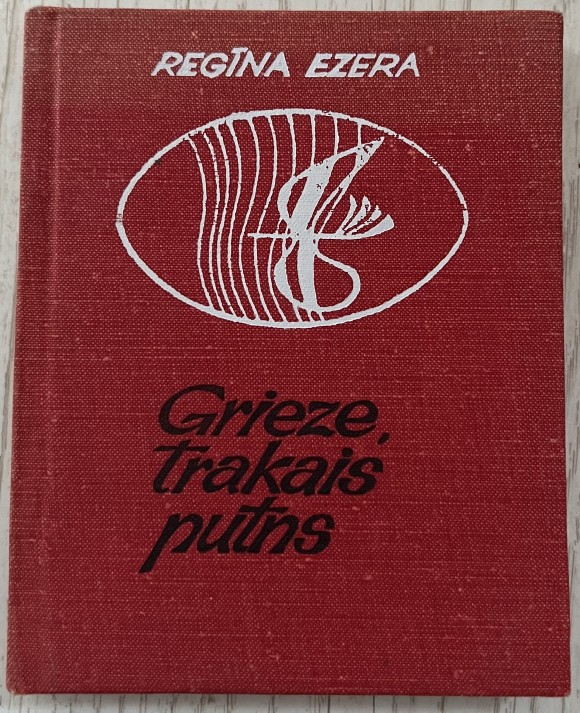 REGĪNA EZERA
Grieze,
trakais
putns